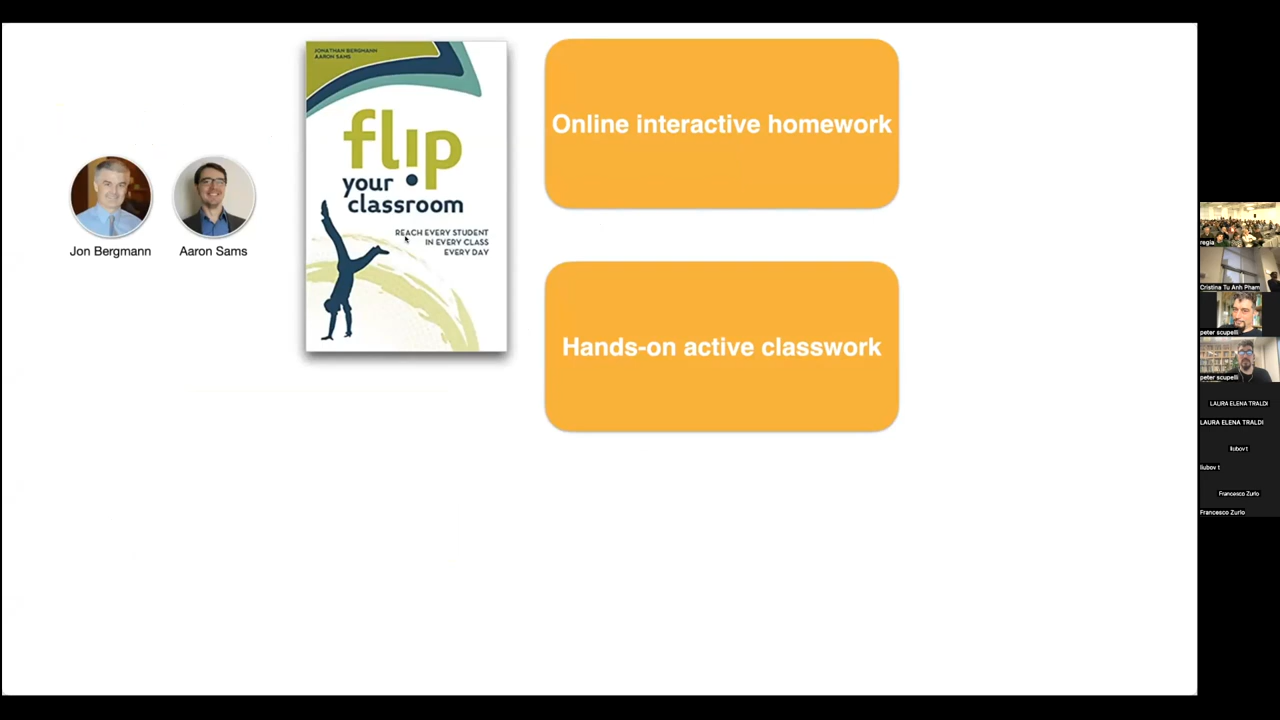 JONATHAN BERGMANN
AARON SAMS
flip
your
classroom
REACH EVERY STUDENT
IN EVERY CLASS
EVERY DAY
Jon Bergmann
Aaron Sams
Online interactive homework
Hands-on active classwork
regia
Cristina Tu Anh Pham
peter scupelli
peter scupelli
LAURA ELENA TRALDI
LAURA ELENA TRALDI
liubov t
liubov t
Francesco Zurlo
Francesco Zurlo